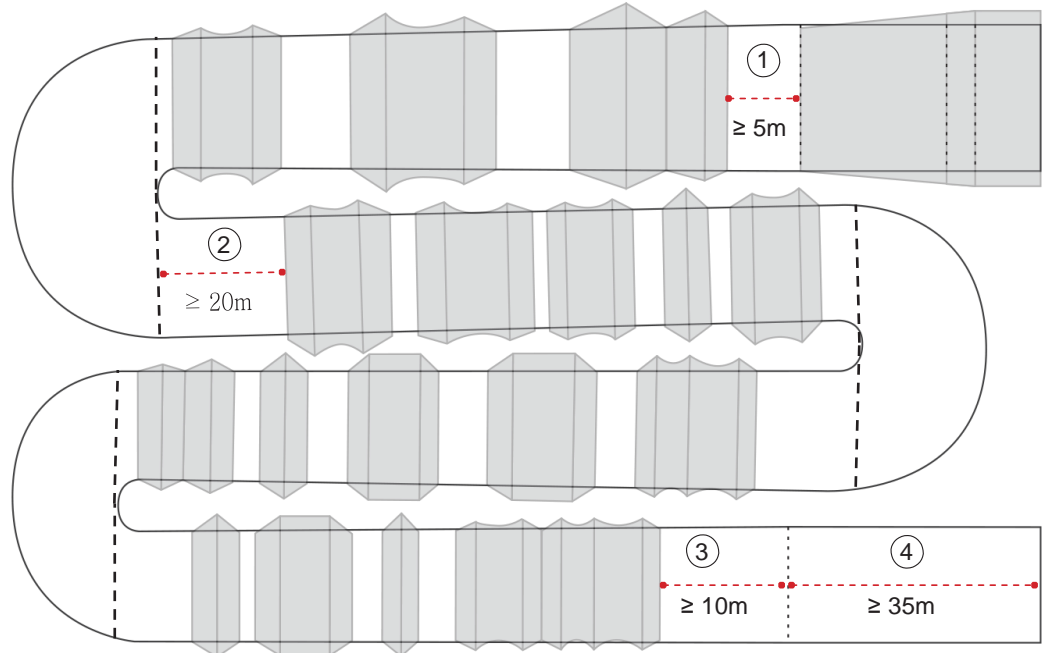 ①
≥ 5m
②
≥ 20m
③
④
≥ 10m
≥ 35m